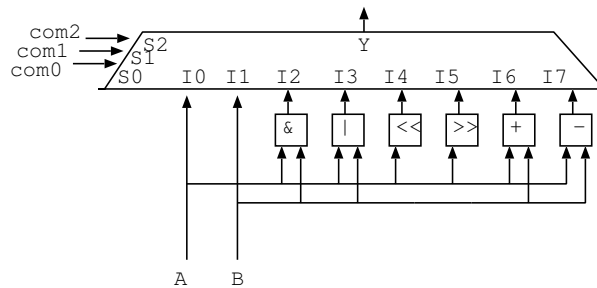 com2
com1
com0
S2
S1
S0
Y
I0 I1 I2 I3 I4 I5 I6 I7
& | << >> + -
A B